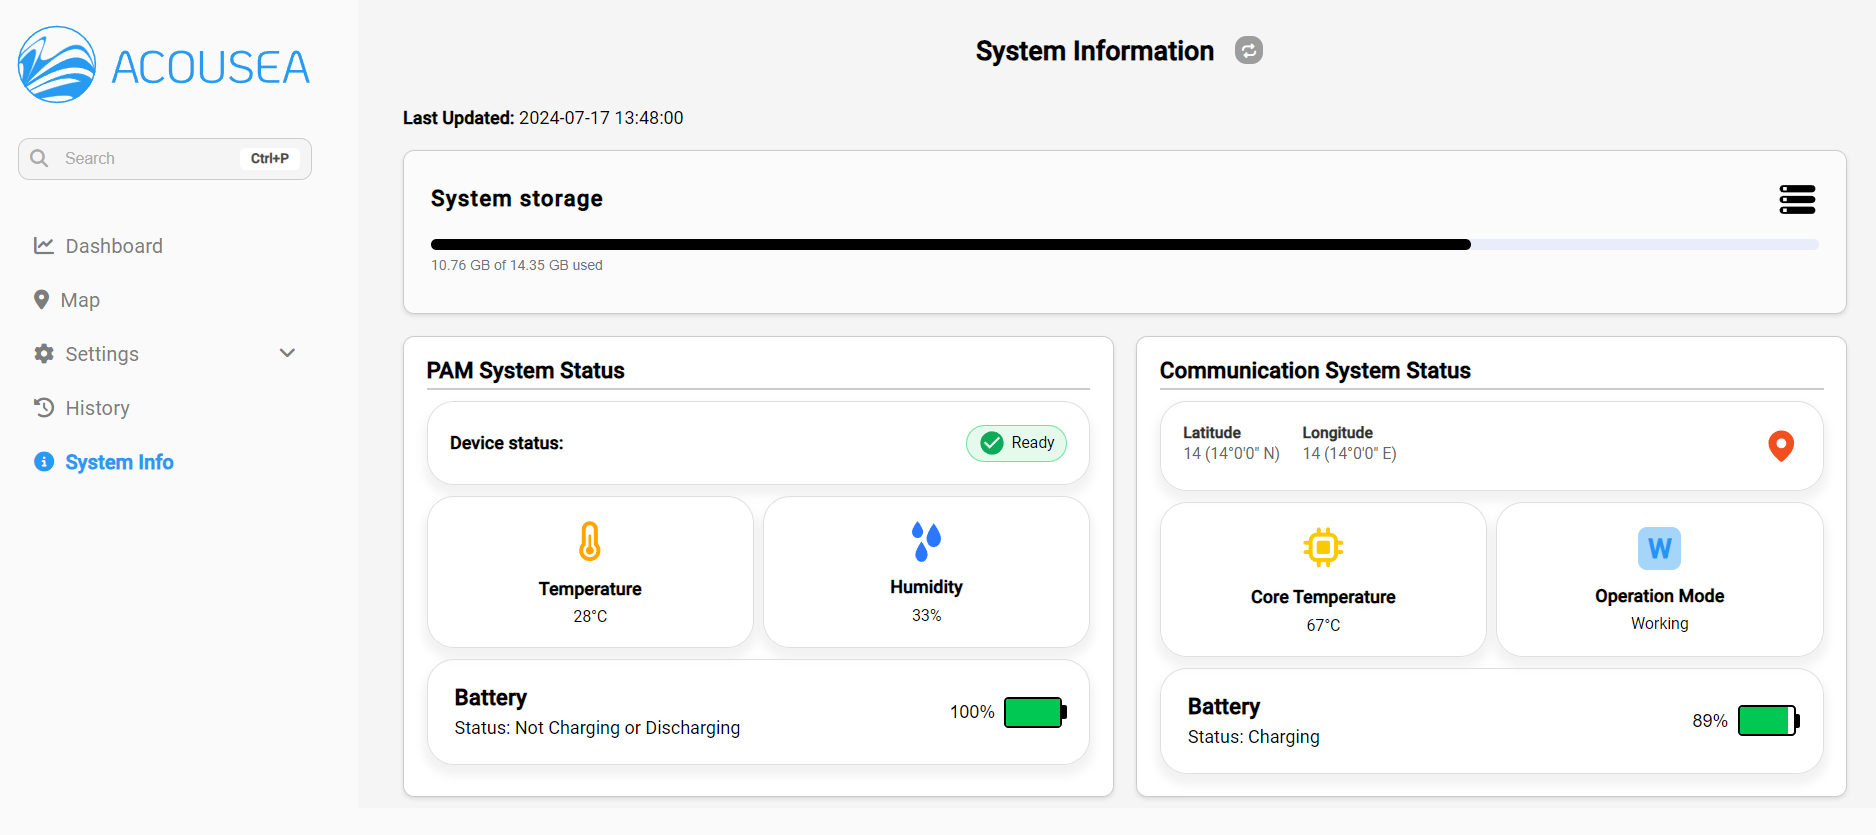 ACOUSEA
Search
Ctrl+P
Dashboard
Map
Settings
History
System Info
System Information
Last Updated: 2024-07-17 13:48:00
System storage
10.76 GB of 14.35 GB used
PAM System Status
Device status:
Ready
Temperature
28°C
Humidity
33%
Battery
Status: Not Charging or Discharging
100%
Communication System Status
Latitude
14 (14°0'0" N)
Longitude
14 (14°0'0" E)
Core Temperature
67°C
W
Operation Mode
Working
Battery
Status: Charging
89%